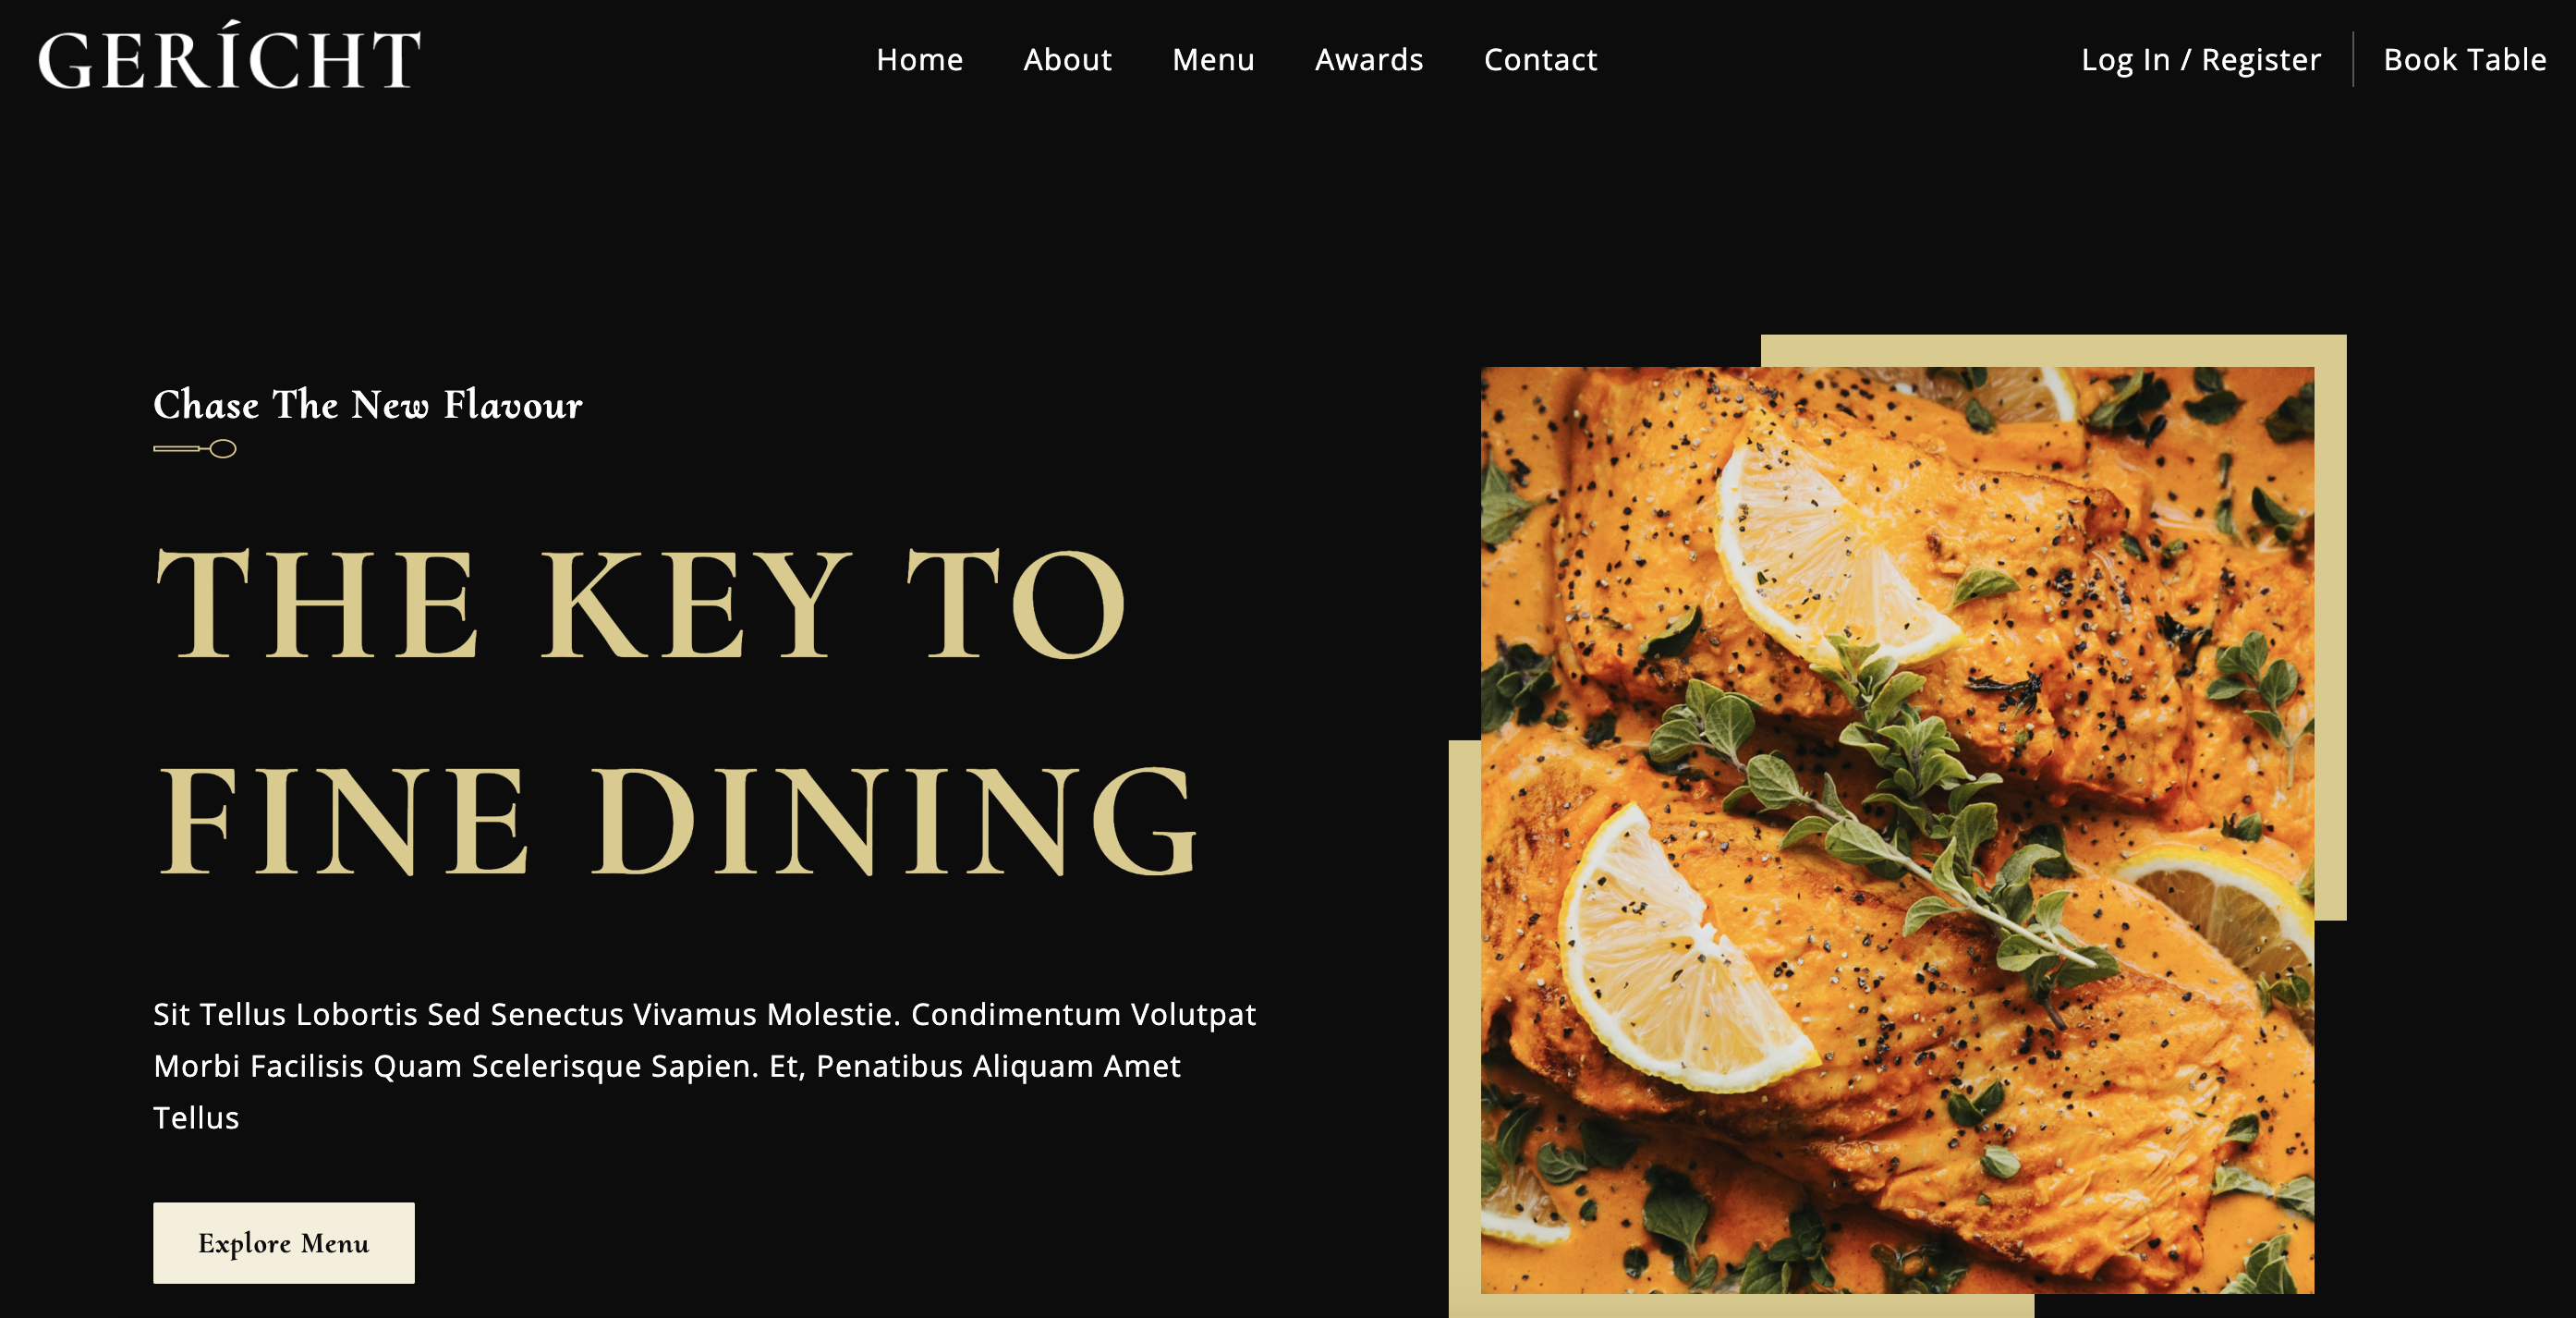 GERÍCHT
Home About Menu Awards Contact
Log In / Register Book Table
Chase The New Flavour
THE KEY TO
FINE DINING
Sit Tellus Lobortis Sed Senectus Vivamus Molestie. Condimentum Volutpat
Morbi Facilisis Quam Scelerisque Sapien. Et, Penatibus Aliquam Amet
Tellus
Explore Menu